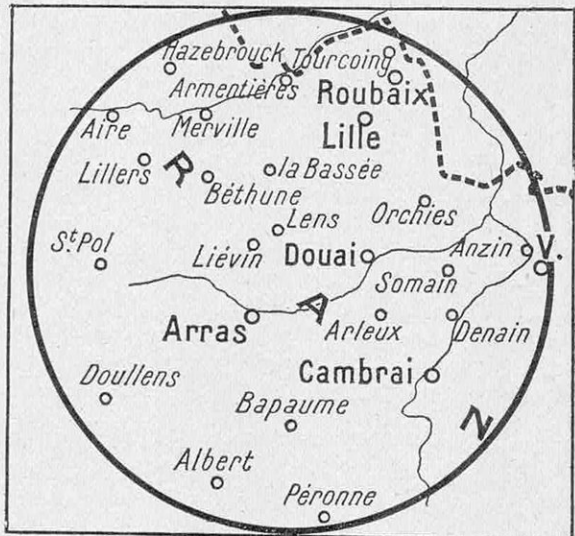 Hazebrouck Tourcoing
Armentières
Roubaix
Aire
Merville
Lille
Lillers
R
la Bassée
Béthune
Orchies
Lens
St Pol
Liévin
Douai
Anzin
V.
Somain
A
Arras
Arleux
Denain
Doullens
Cambrai
Bapaume
N
Albert
Péronne